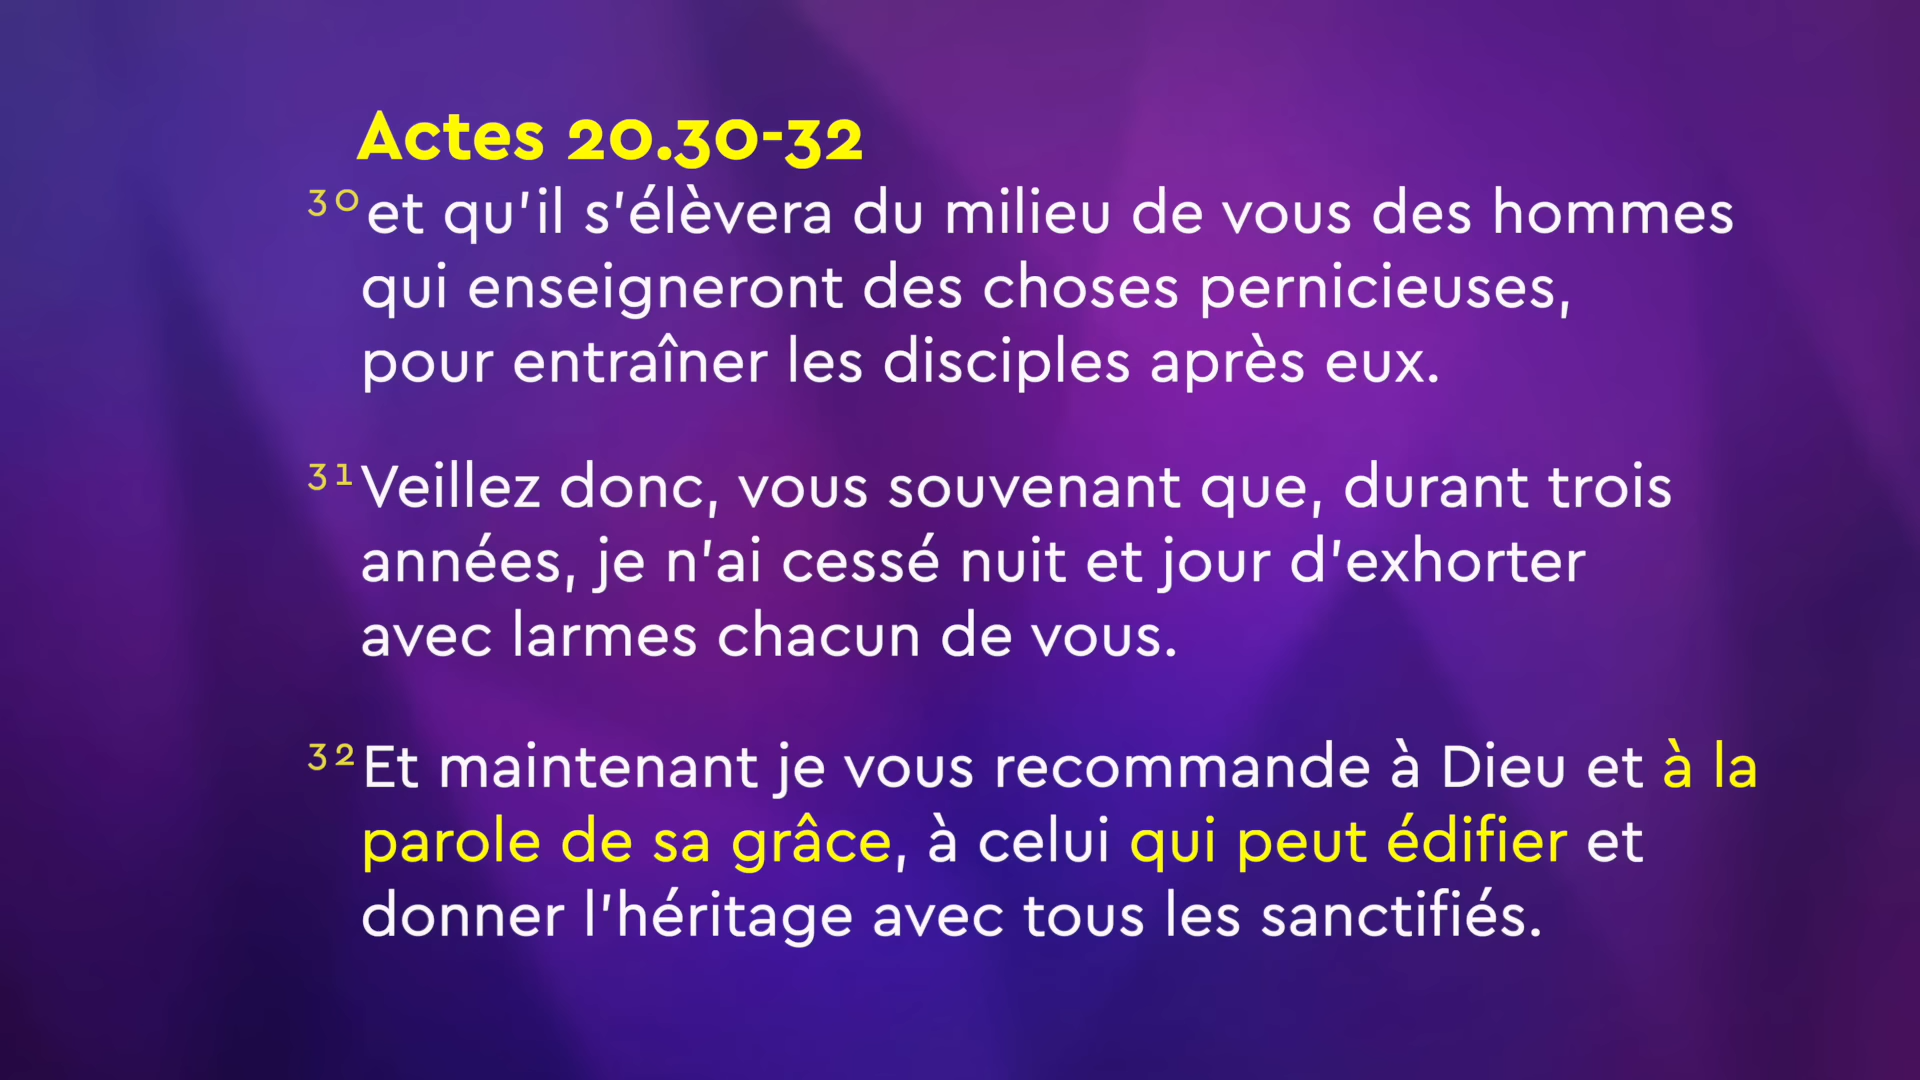 Actes 20.30-32
30 et qu'il s'élèvera du milieu de vous des hommes
qui enseigneront des choses pernicieuses,
pour entraîner les disciples après eux.
31 Veillez donc, vous souvenant que, durant trois
années, je n'ai cessé nuit et jour d'exhorter
avec larmes chacun de vous.
32 Et maintenant je vous recommande à Dieu et à la
parole de sa grâce, à celui qui peut édifier et
donner l'héritage avec tous les sanctifiés.